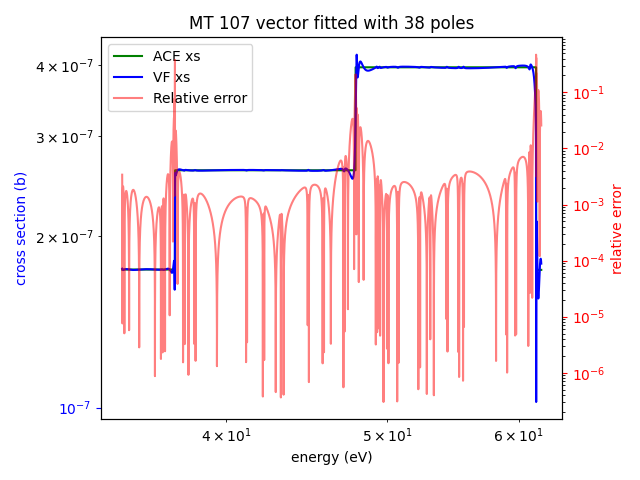 MT 107 vector fitted with 38 poles
ACE xs
VF xs
Relative error
4 × 10⁻⁷
3 × 10⁻⁷
2 × 10⁻⁷
10⁻⁷
cross section (b)
10⁻¹
10⁻²
10⁻³
10⁻⁴
10⁻⁵
10⁻⁶
relative error
4 × 10¹ 5 × 10¹ 6 × 10¹
energy (eV)